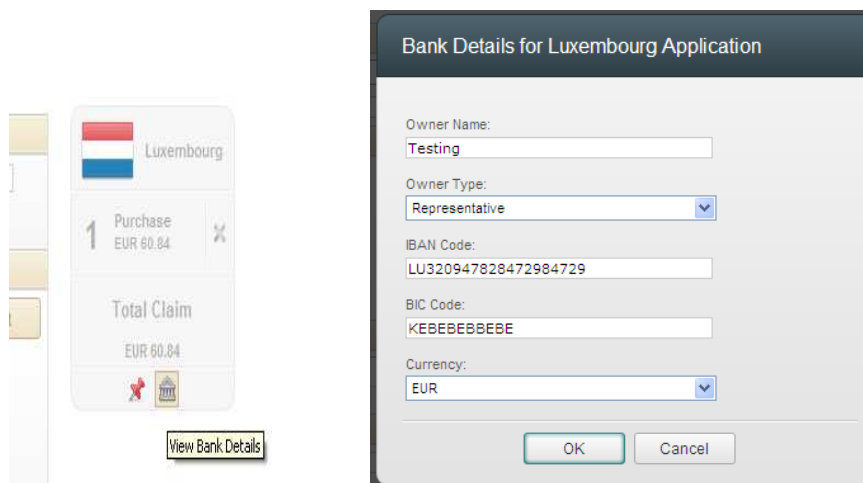 Luxembourg
1 Purchase
EUR 60.84
Total Claim
EUR 60.84
View Bank Details
Bank Details for Luxembourg Application
Owner Name:
Testing
Owner Type:
Representative
IBAN Code:
LU320947828472984729
BIC Code:
KEBEBEBBEBE
Currency:
EUR
OK Cancel